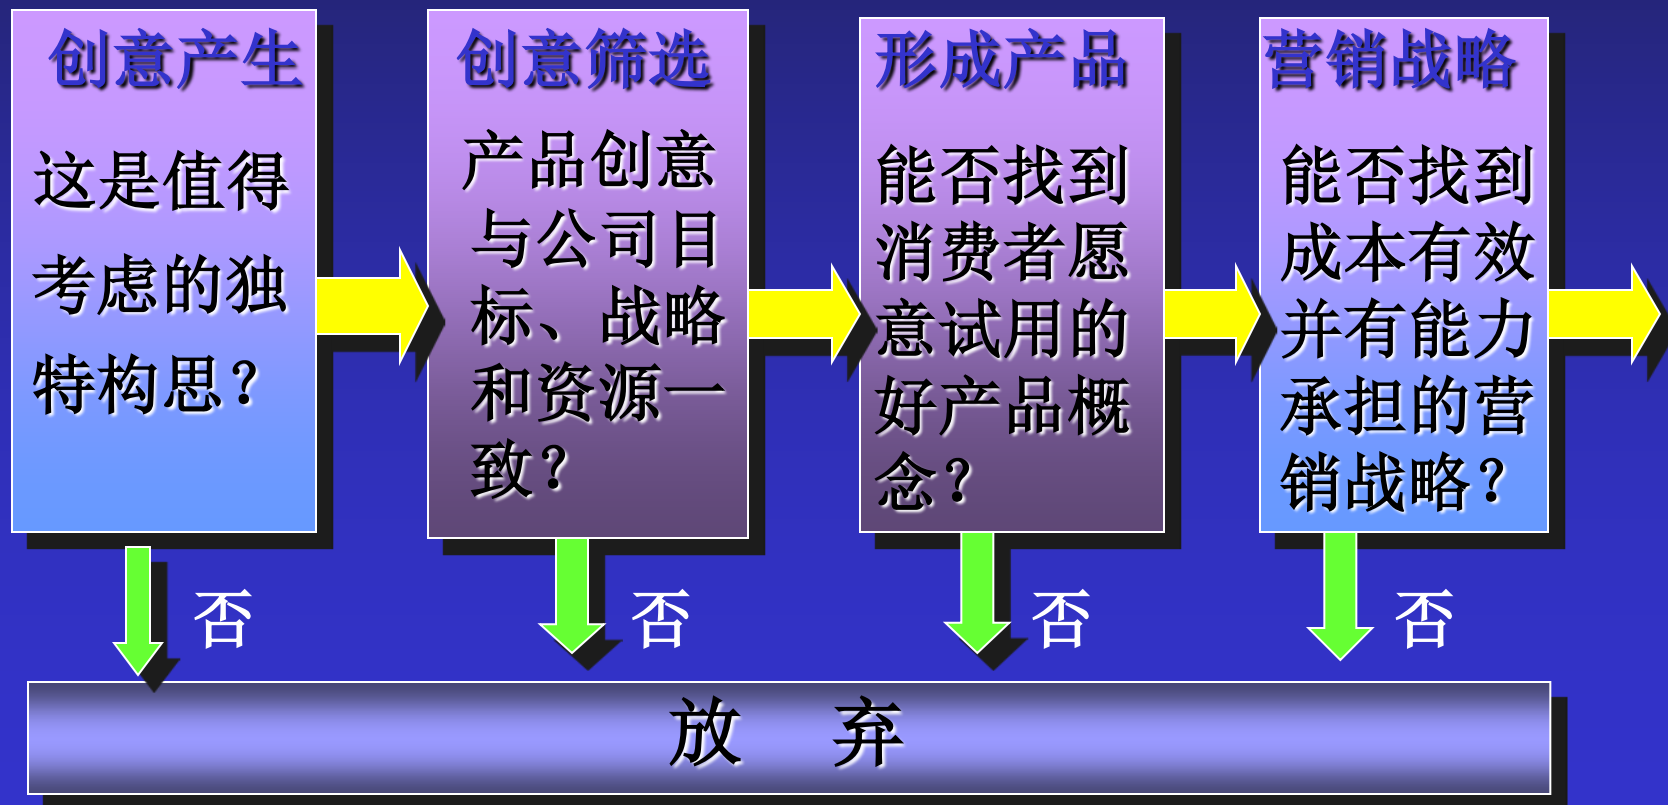 创意产生
这是值得
考虑的独
特构思？
创意筛选
产品创意
与公司目
标、战略
和资源一
致？
形成产品
能否找到
消费者愿
意试用的
好产品概
念？
营销战略
能否找到
成本有效
并有能力
承担的营
销战略？
否
否
否
否
放 弃